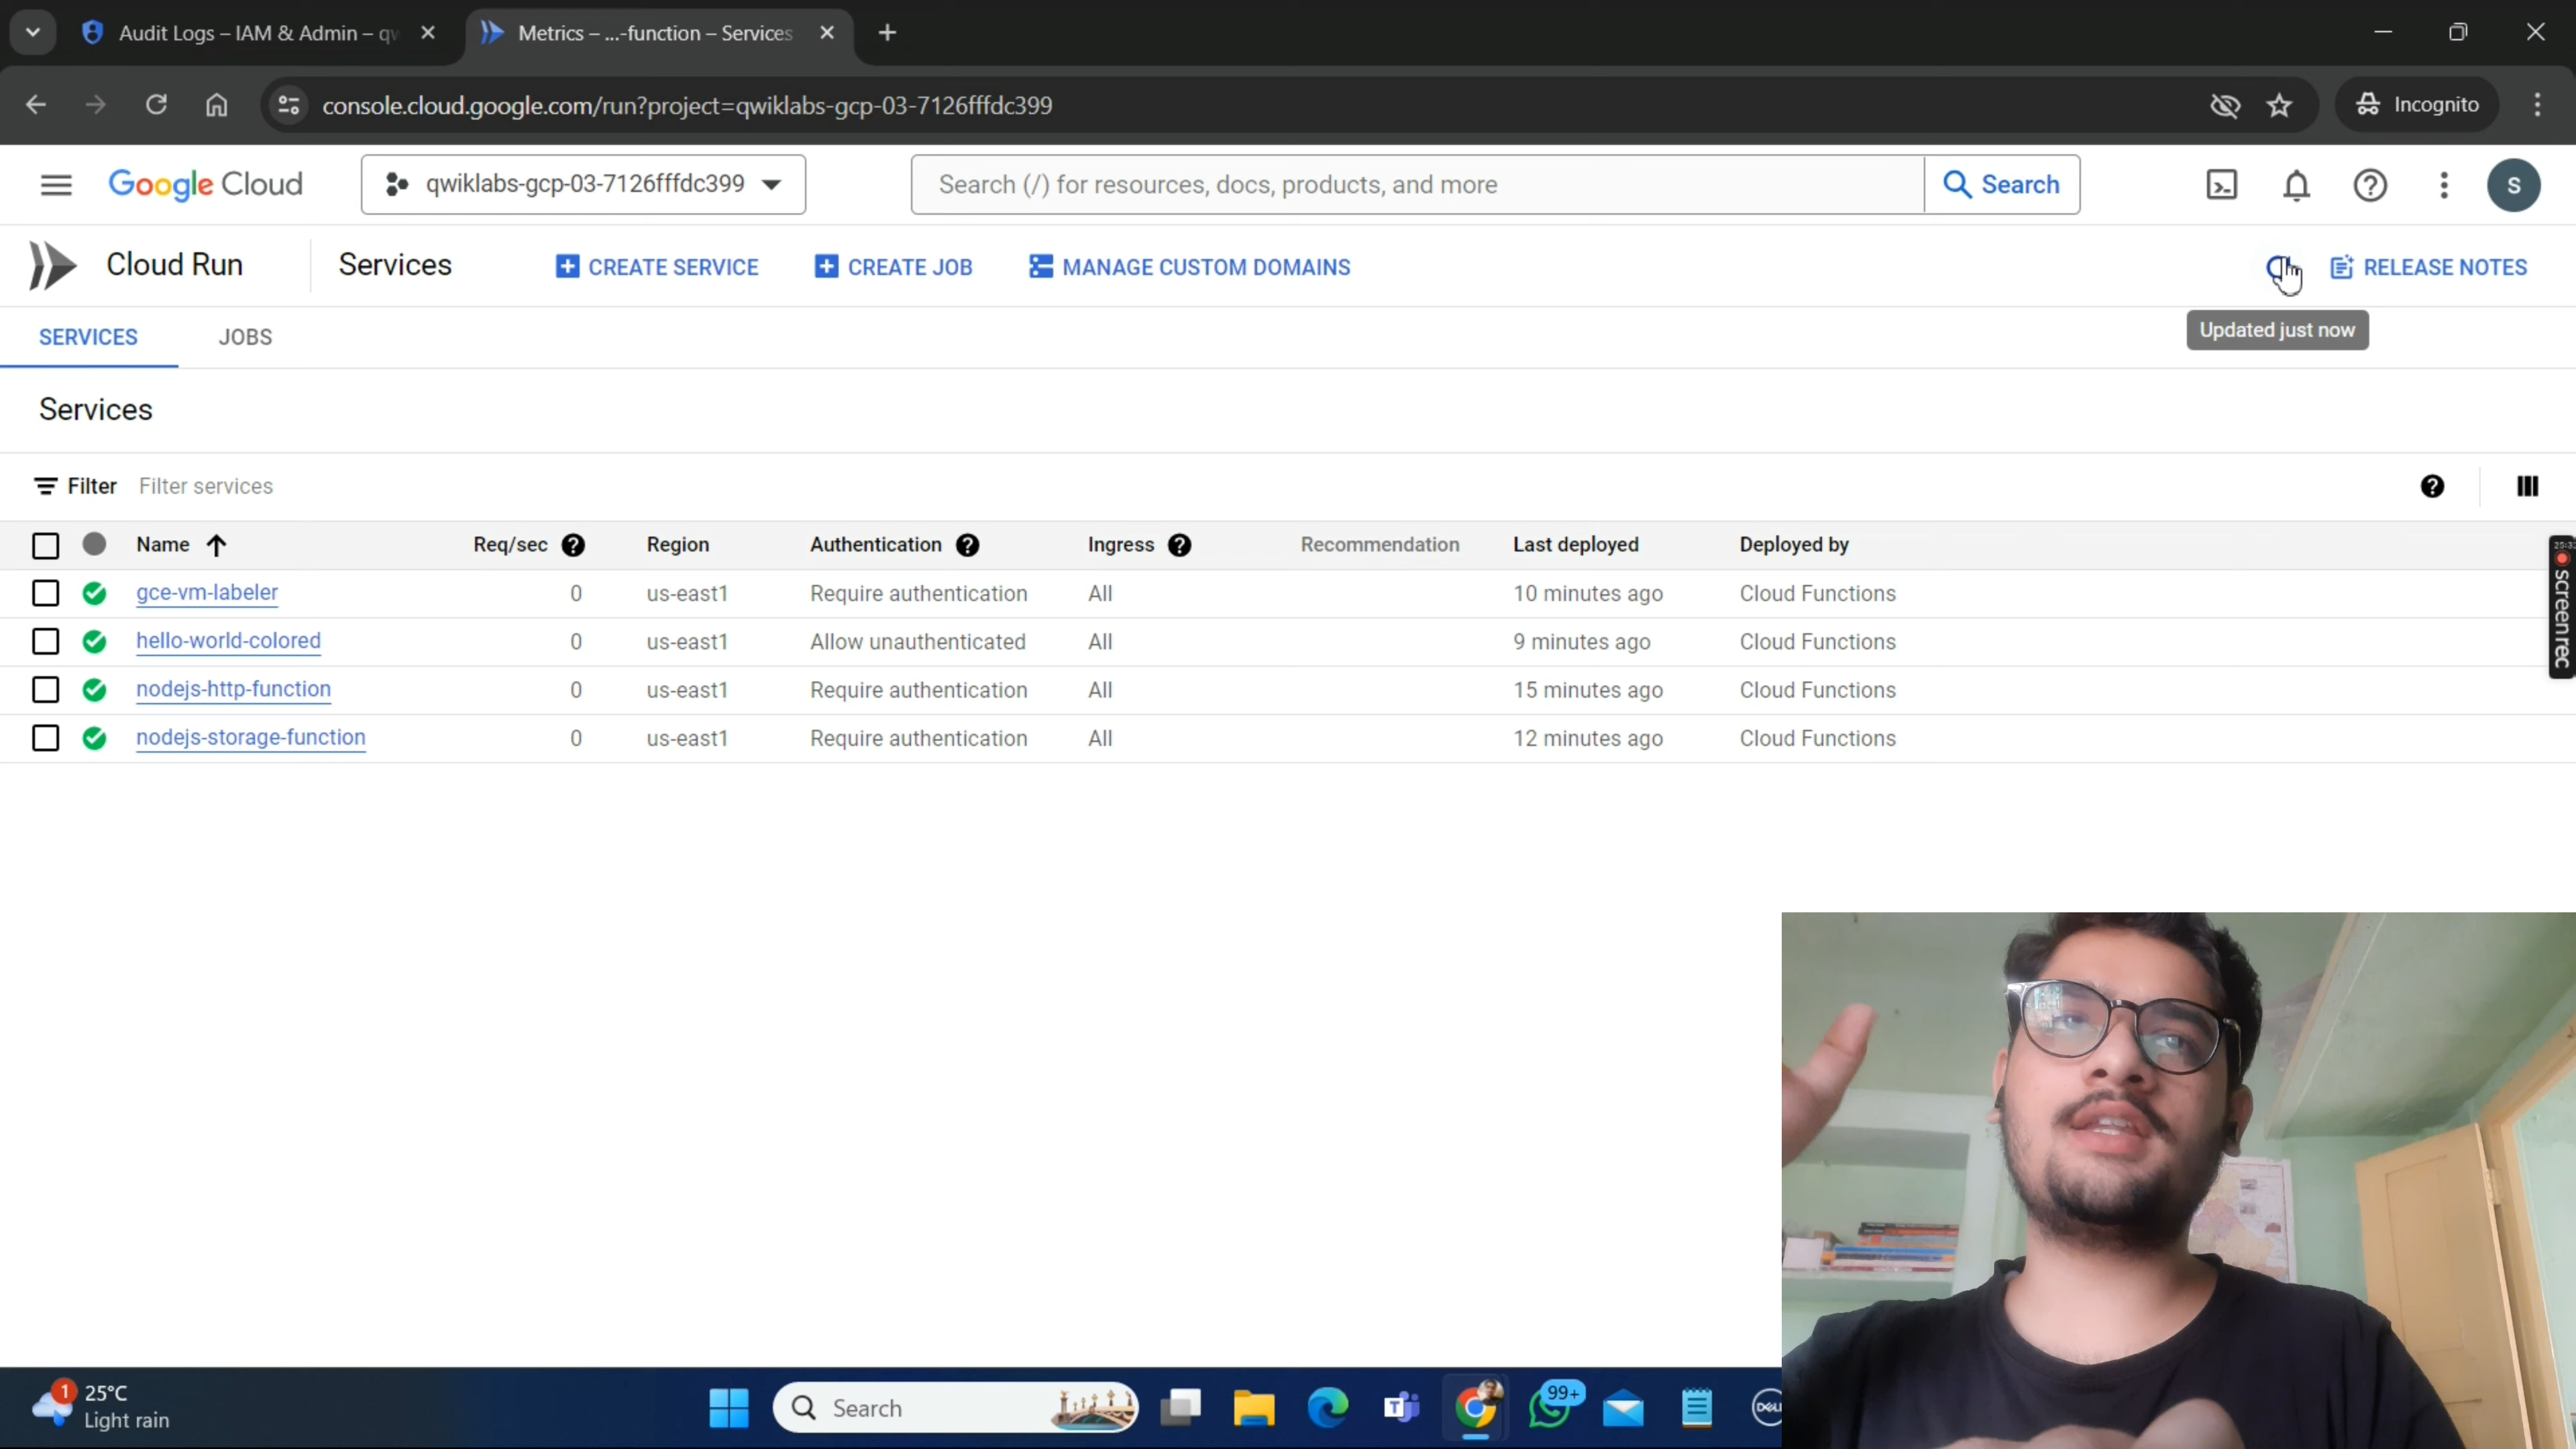 Audit Logs – IAM & Admin – qw
Metrics – ...-function – Services
console.cloud.google.com/run?project=qwiklabs-gcp-03-7126fffdc399
Incognito
Google Cloud
qwiklabs-gcp-03-7126fffdc399
Search (/) for resources, docs, products, and more
Search
S
Cloud Run
Services
CREATE SERVICE
CREATE JOB
MANAGE CUSTOM DOMAINS
RELEASE NOTES
Updated just now
SERVICES
JOBS
Services
Filter Filter services
Name Req/sec Region Authentication Ingress Recommendation Last deployed Deployed by
gce-vm-labeler 0 us-east1 Require authentication All 10 minutes ago Cloud Functions
hello-world-colored 0 us-east1 Allow unauthenticated All 9 minutes ago Cloud Functions
nodejs-http-function 0 us-east1 Require authentication All 15 minutes ago Cloud Functions
nodejs-storage-function 0 us-east1 Require authentication All 12 minutes ago Cloud Functions
screenrec
1
25°C
Light rain
Search
99+
DELL